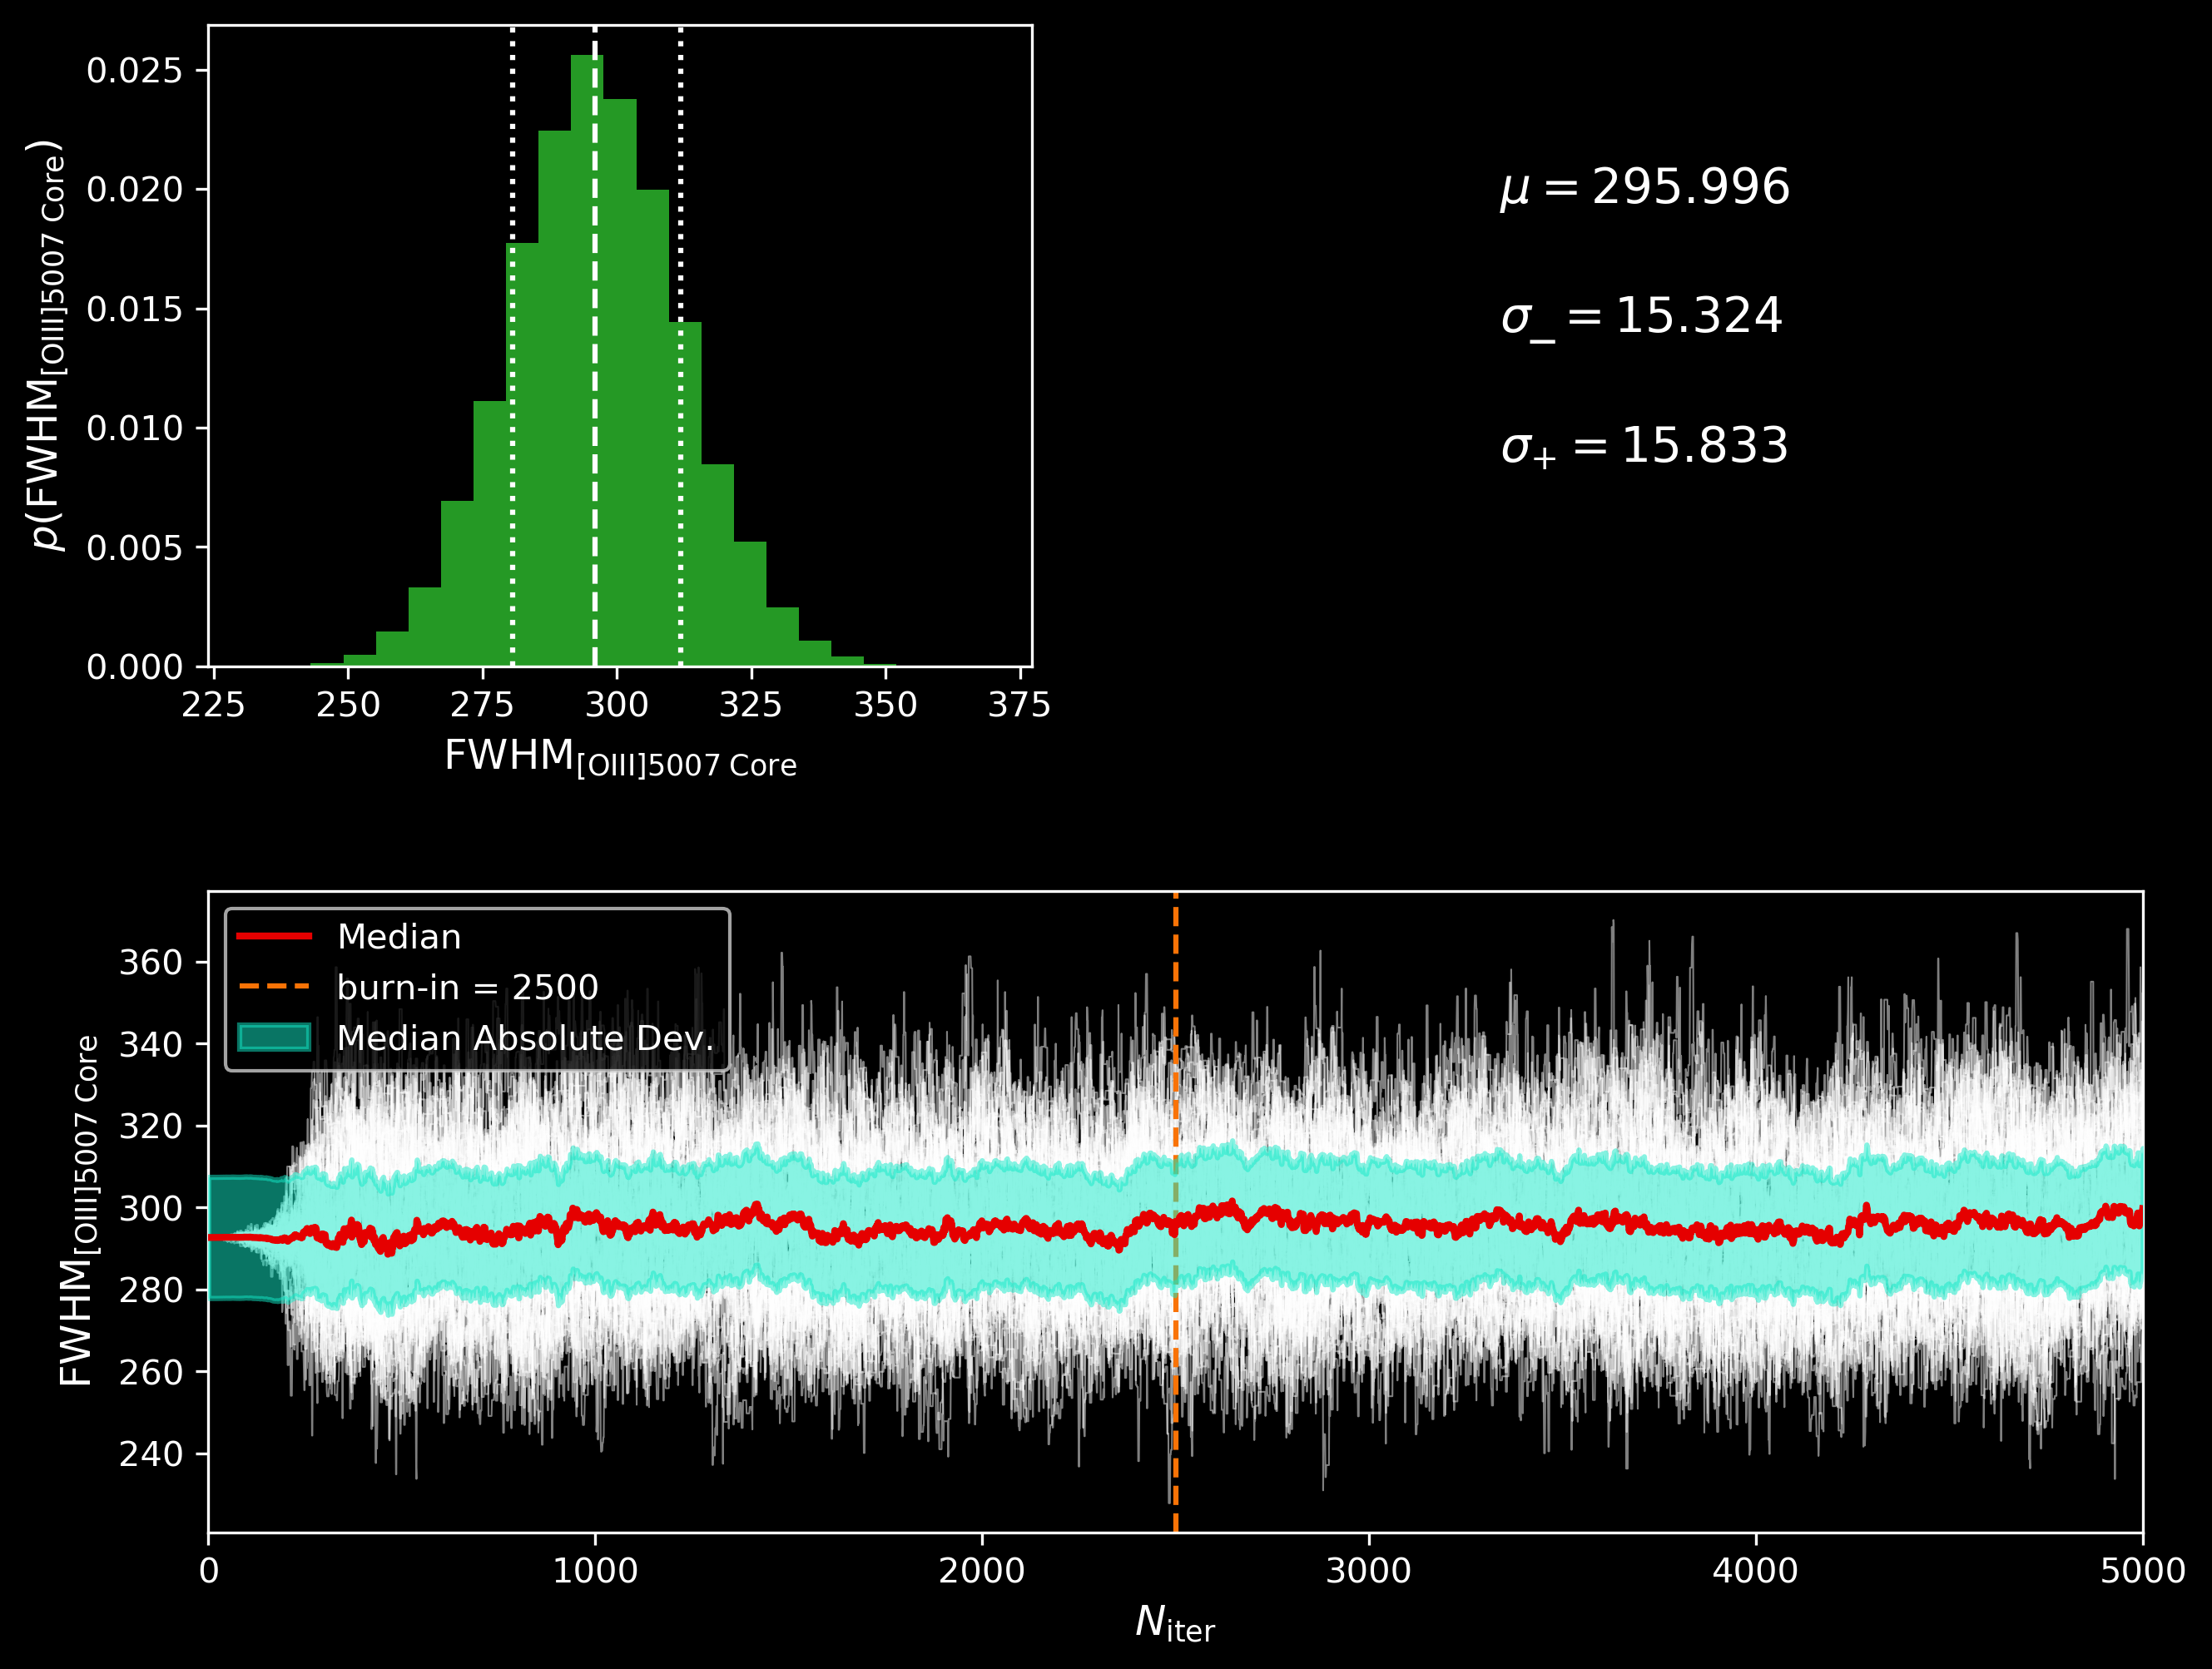 p(FWHM[OIII]5007 Core)
0.025
0.020
0.015
0.010
0.005
0.000
225 250 275 300 325 350 375
FWHM[OIII]5007 Core
μ = 295.996
σ− = 15.324
σ+ = 15.833
FWHM[OIII]5007 Core
360
340
320
300
280
260
240
Median
burn-in = 2500
Median Absolute Dev.
0 1000 2000 3000 4000 5000
Niter